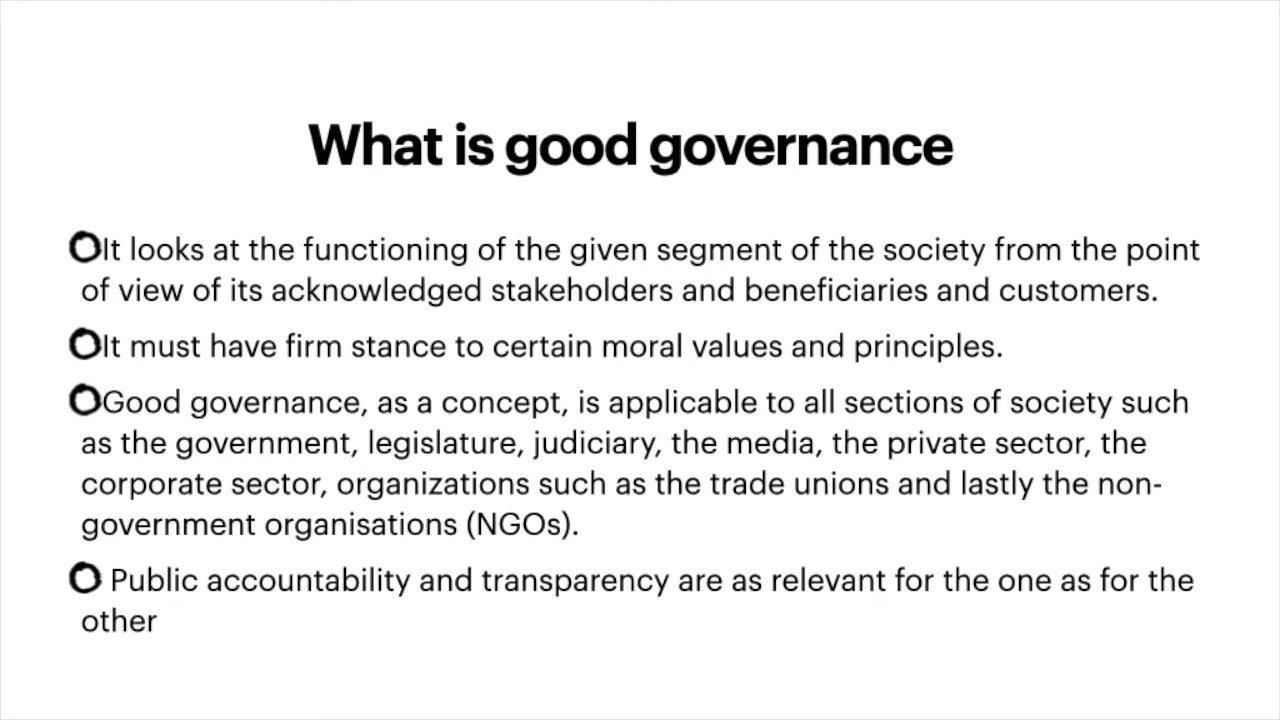 What is good governance
It looks at the functioning of the given segment of the society from the point
of view of its acknowledged stakeholders and beneficiaries and customers.
It must have firm stance to certain moral values and principles.
Good governance, as a concept, is applicable to all sections of society such
as the government, legislature, judiciary, the media, the private sector, the
corporate sector, organizations such as the trade unions and lastly the non-
government organisations (NGOs).
Public accountability and transparency are as relevant for the one as for the
other